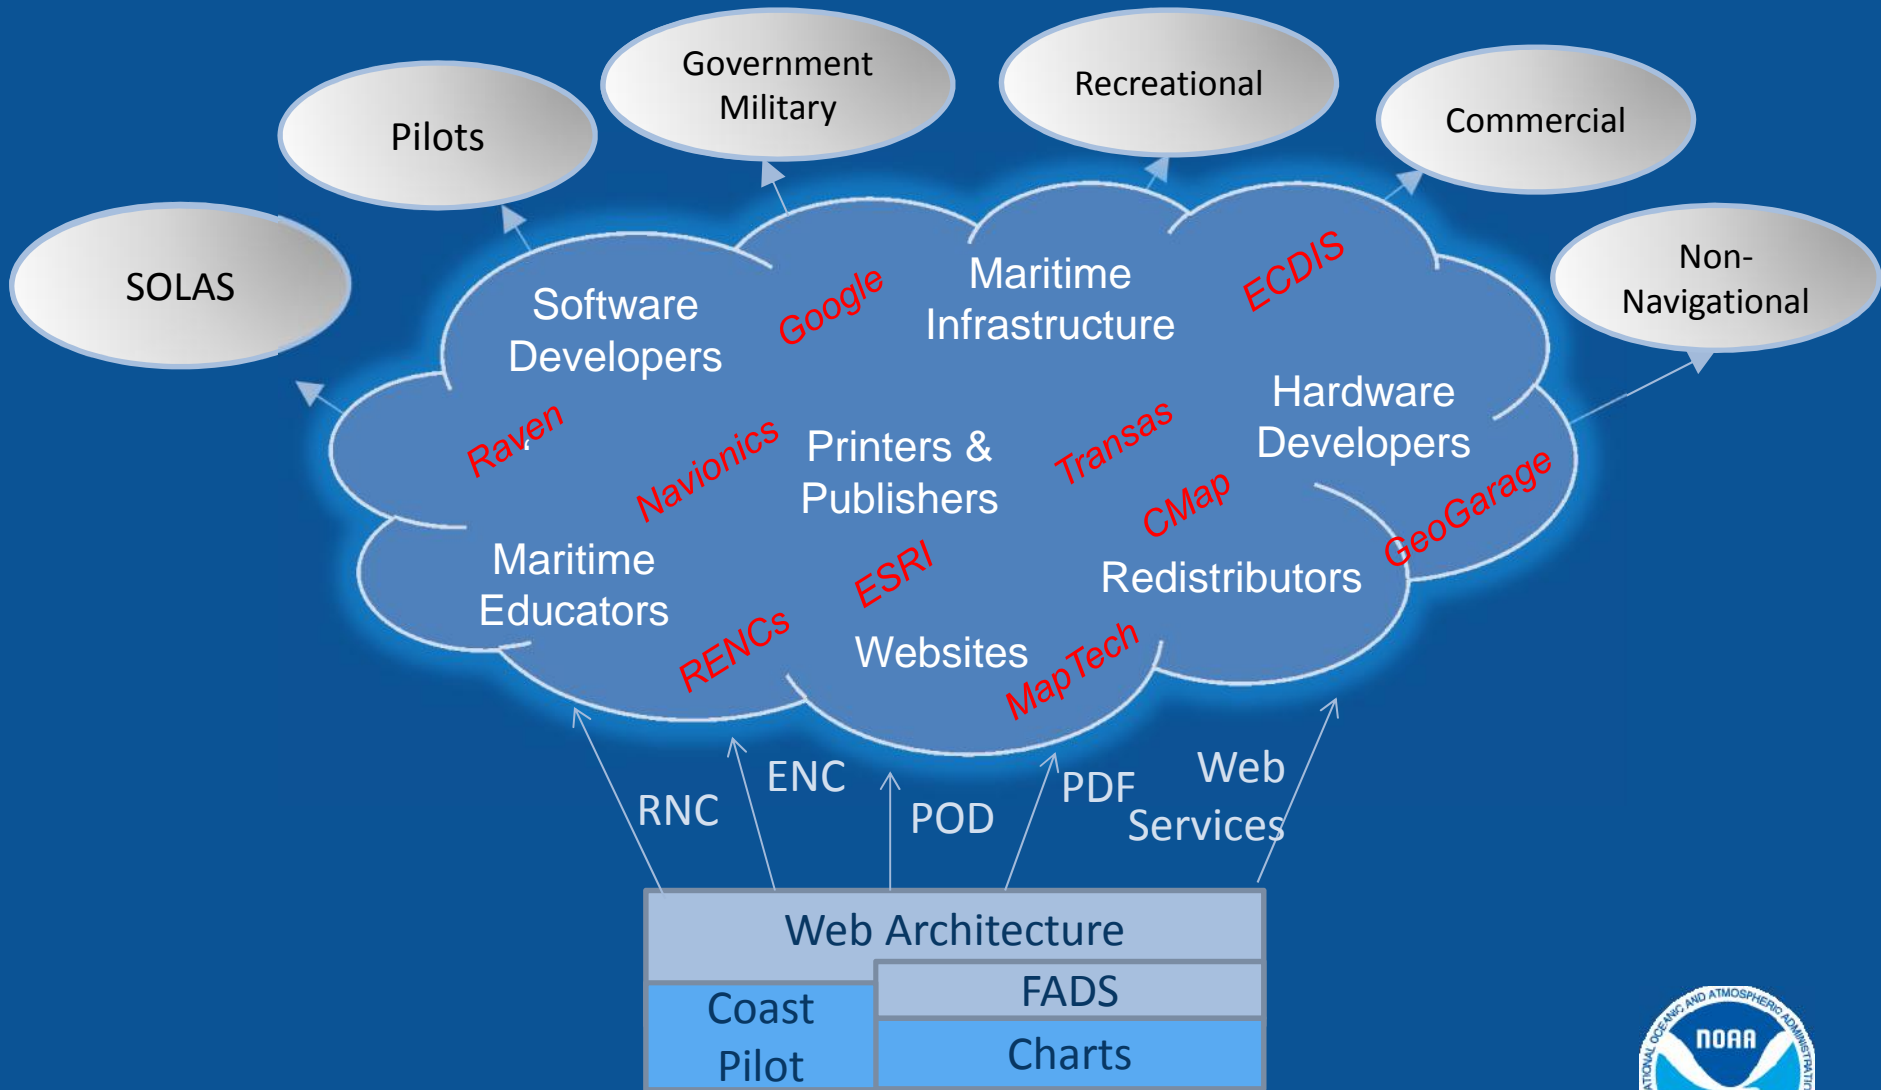 Government
Military
Recreational
Commercial
Pilots
SOLAS
Non-
Navigational
Software
Developers
Google
Maritime
Infrastructure
ECDIS
Raven
Navionics
Printers &
Publishers
Transas
Hardware
Developers
CMap
GeoGarage
Maritime
Educators
ESRI
Redistributors
RENCs
Websites
MapTech
RNC
ENC
POD
PDF
Web
Services
Web Architecture
FADS
Coast
Pilot
Charts
NATIONAL OCEANIC AND ATMOSPHERIC ADMINISTRATION
NOAA